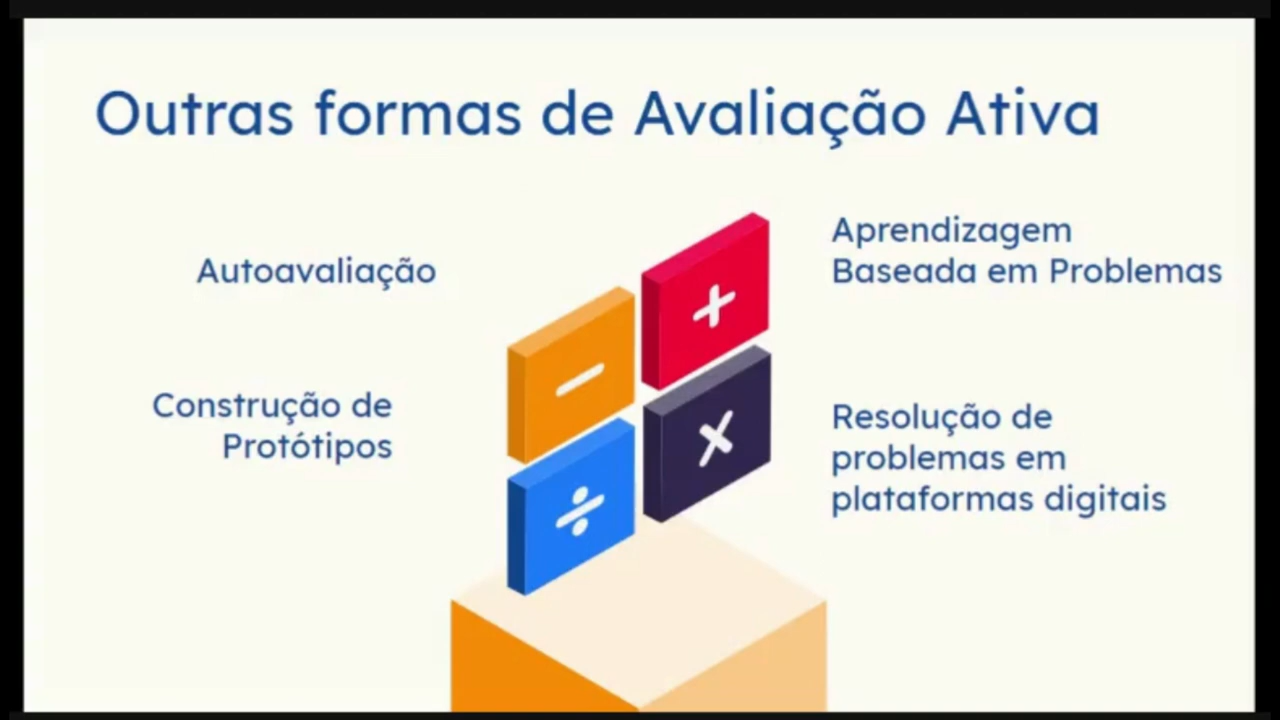 Outras formas de Avaliação Ativa
Autoavaliação
Aprendizagem
Baseada em Problemas
Construção de
Protótipos
Resolução de
problemas em
plataformas digitais
−
+
÷
×